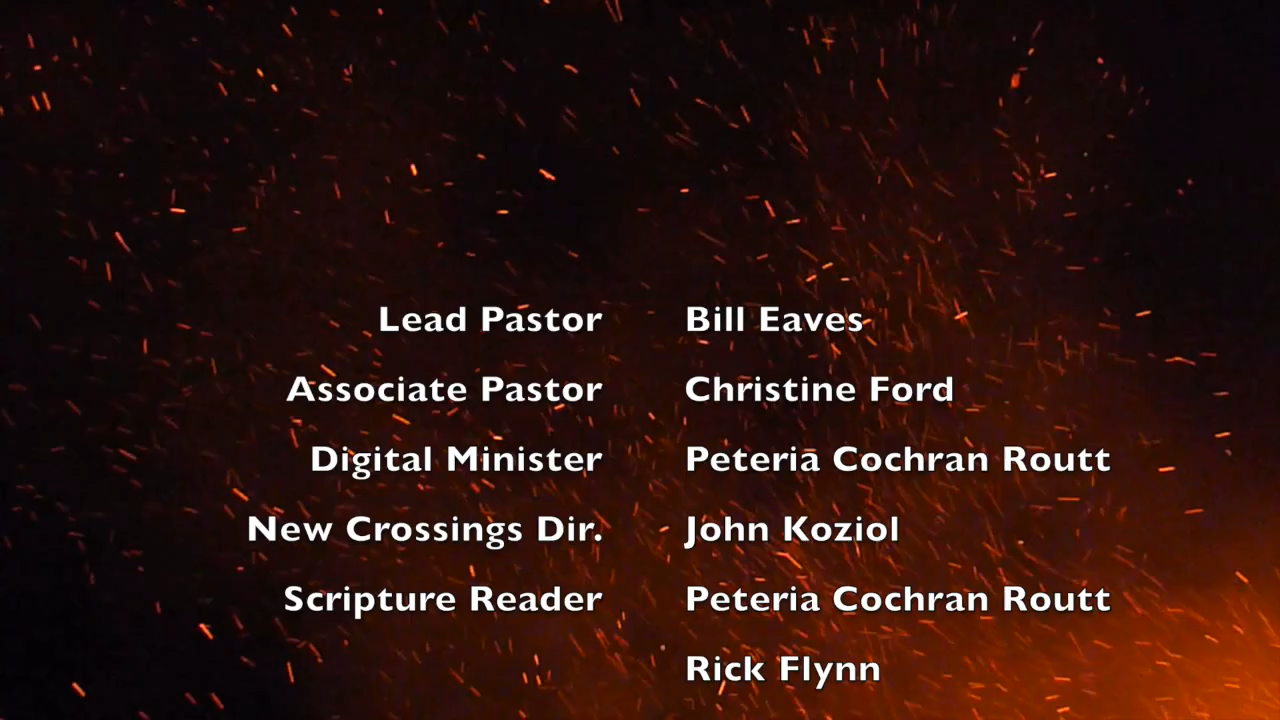 Lead Pastor Bill Eaves
Associate Pastor Christine Ford
Digital Minister Peteria Cochran Routt
New Crossings Dir. John Koziol
Scripture Reader Peteria Cochran Routt
Rick Flynn